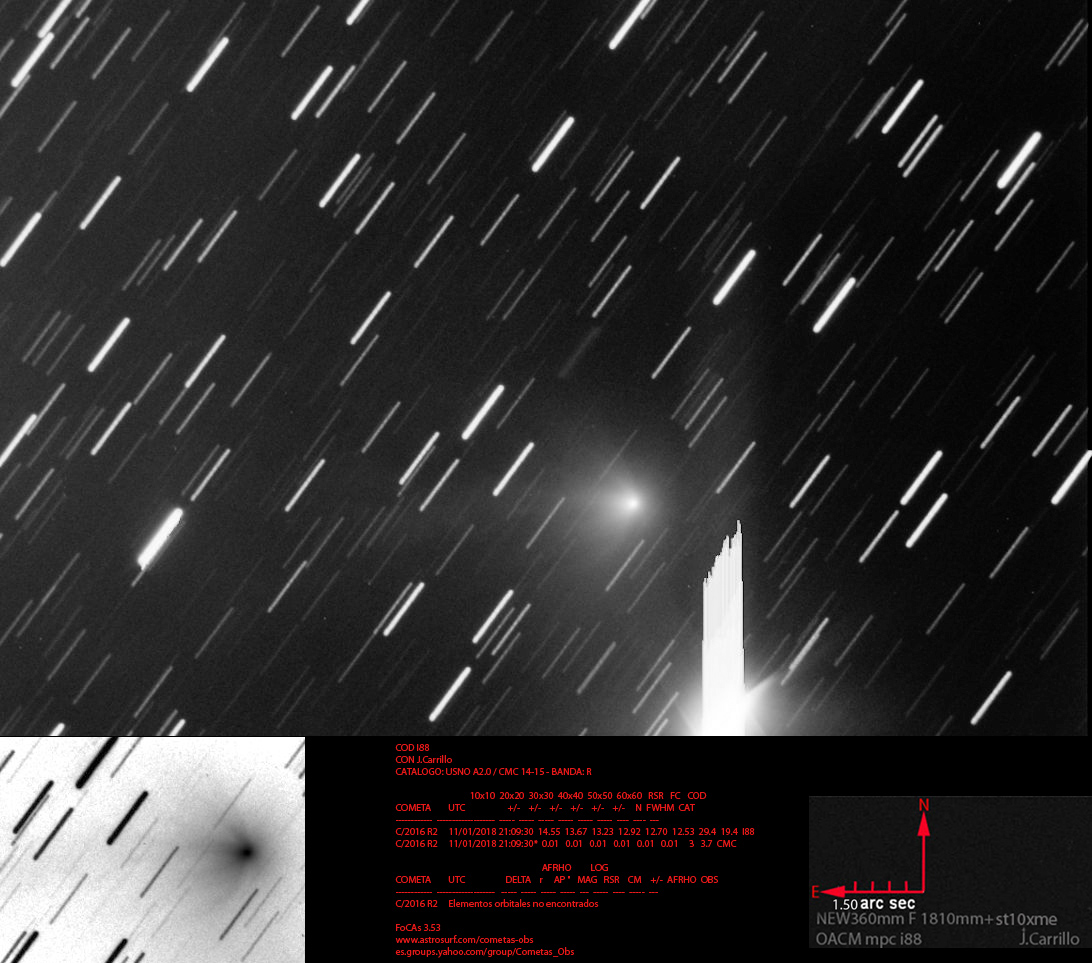 COD I88
CON J.Carrillo
CATALOGO: USNO A2.0 / CMC 14-15 - BANDA: R
10x10 20x20 30x30 40x40 50x50 60x60 RSR FC COD
COMETA UTC +/- +/- +/- +/- +/- +/- N FWHM CAT
---------- -------------------- ----- ----- ----- ----- ----- ----- ---- ----
C/2016 R2 11/01/2018 21:09:30 14.55 13.67 13.23 12.92 12.70 12.53 29.4 19.4 I88
C/2016 R2 11/01/2018 21:09:30* 0.01 0.01 0.01 0.01 0.01 0.01 3 3.7 CMC
AFRHO LOG
COMETA UTC DELTA r AP " MAG RSR CM +/- AFRHO OBS
---------- -------------------- ----- ----- ---- ----- ---- ---- ---- ----- ----
C/2016 R2 Elementos orbitales no encontrados
FoCAs 3.53
www.astrosurf.com/cometas-obs
es.groups.yahoo.com/group/Cometas_Obs
N
E
1.50 arc sec
NEW360mm F 1810mm+st10xme
OACM mpc i88 J.Carrillo